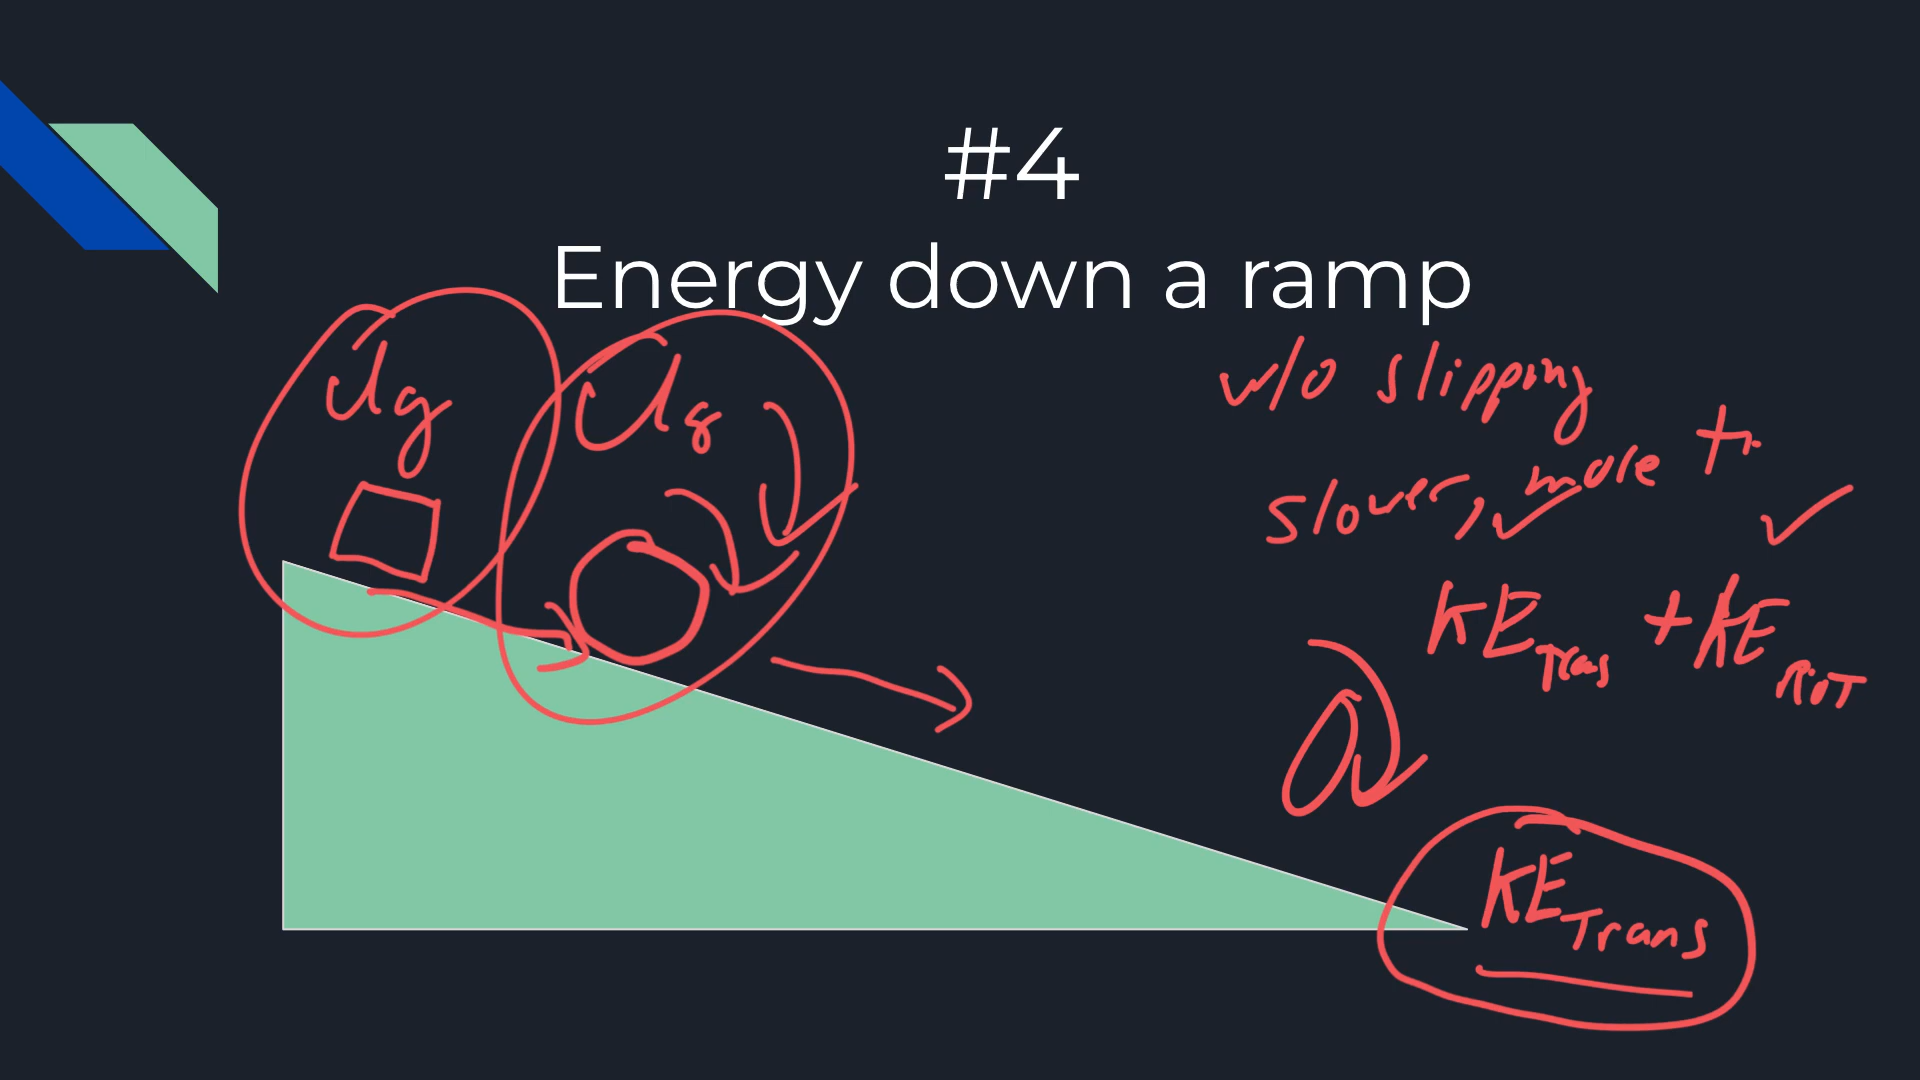 #4
Energy down a ramp
Ug
Ug
w/o slipping
slower, more tr
KE Trans + KE ROT
KE Trans